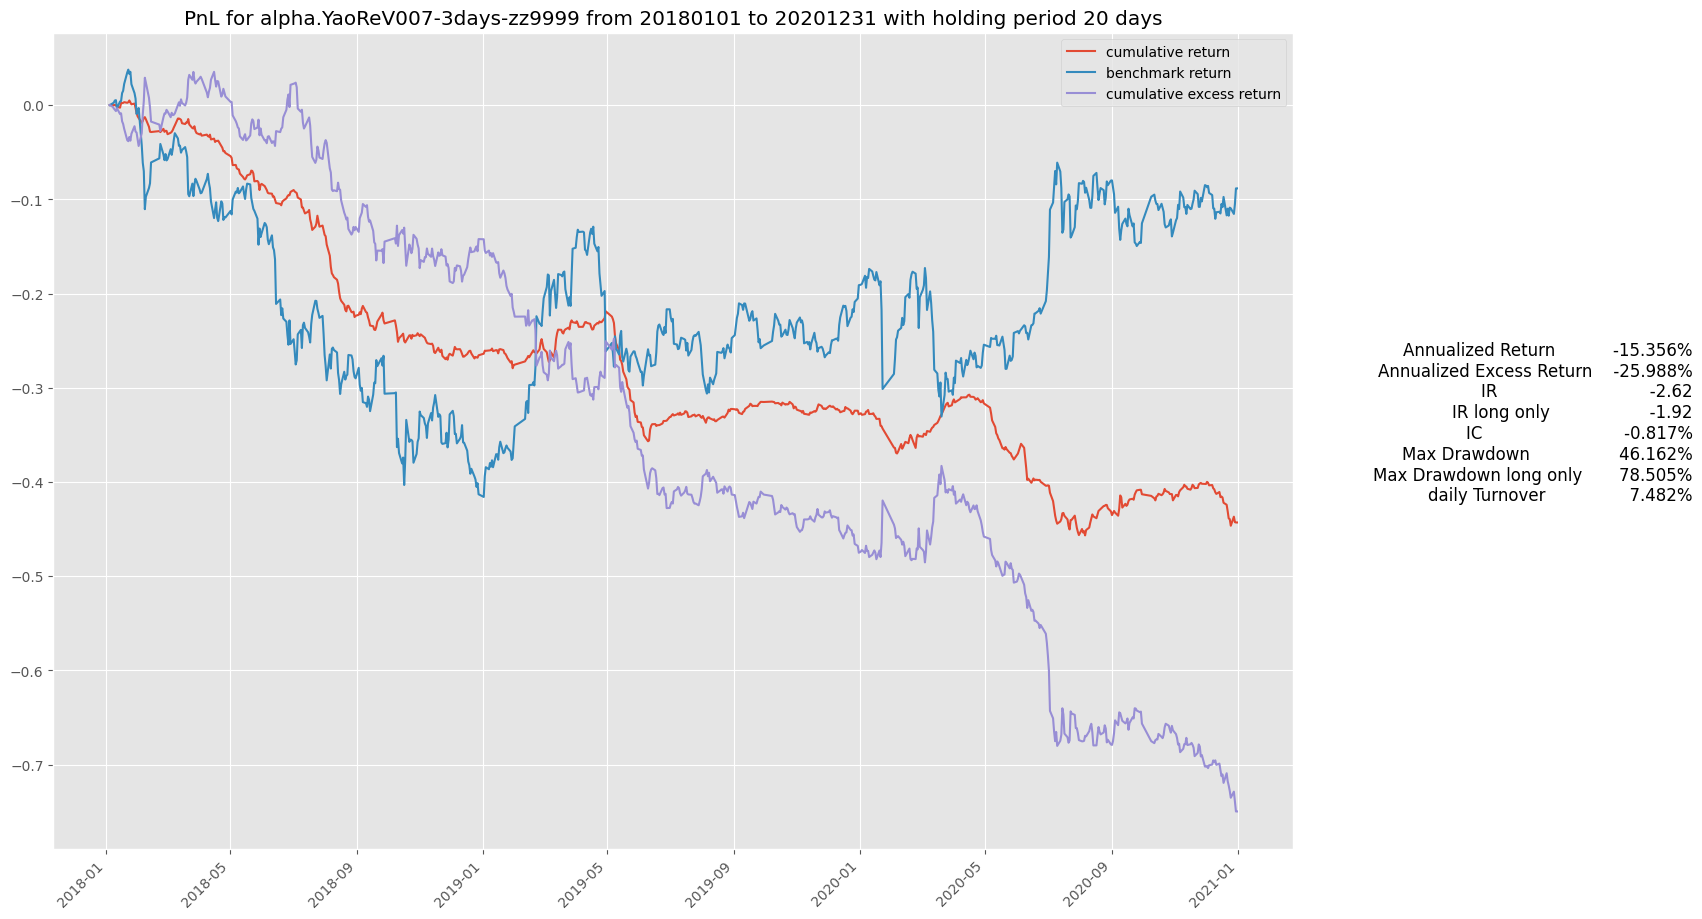 PnL for alpha.YaoReV007-3days-zz9999 from 20180101 to 20201231 with holding period 20 days
cumulative return
benchmark return
cumulative excess return
0.0
−0.1
−0.2
−0.3
−0.4
−0.5
−0.6
−0.7
Annualized Return -15.356%
Annualized Excess Return -25.988%
IR -2.62
IR long only -1.92
IC -0.817%
Max Drawdown 46.162%
Max Drawdown long only 78.505%
daily Turnover 7.482%
2018-01
2018-05
2018-09
2019-01
2019-05
2019-09
2020-01
2020-05
2020-09
2021-01